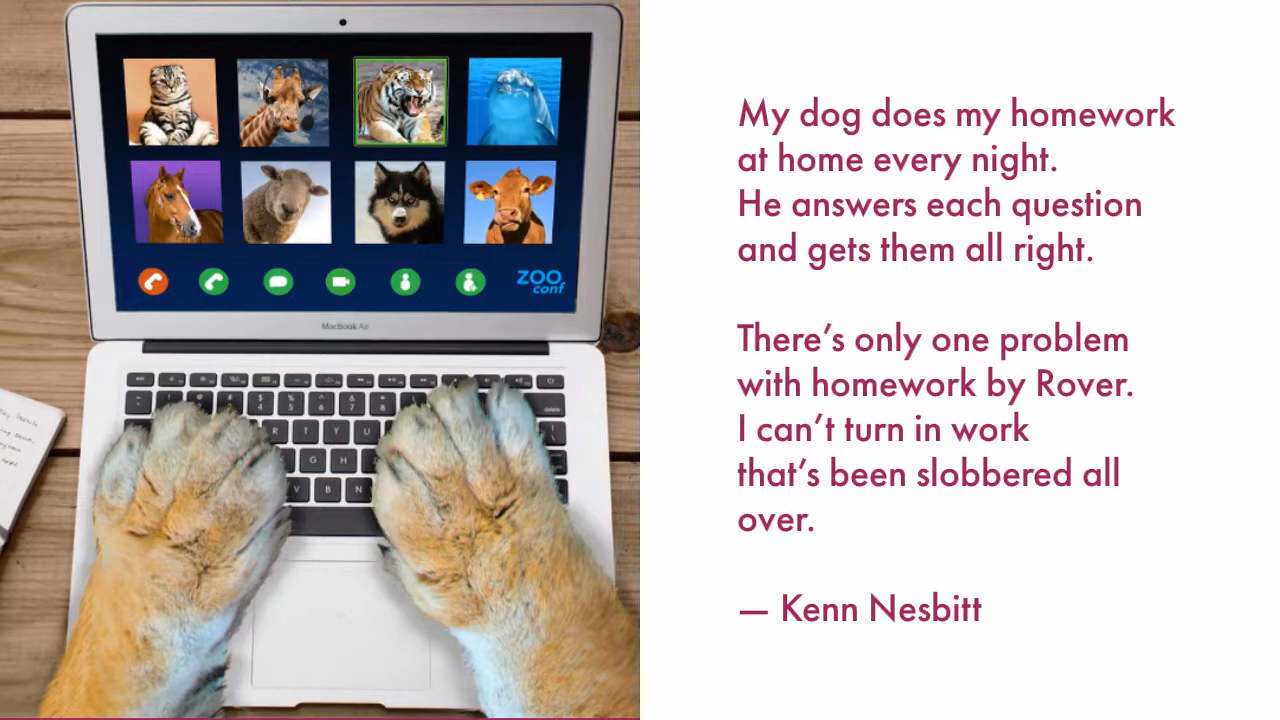 ZOO
conf
MacBook Air
My dog does my homework
at home every night.
He answers each question
and gets them all right.
There’s only one problem
with homework by Rover.
I can’t turn in work
that’s been slobbered all
over.
— Kenn Nesbitt